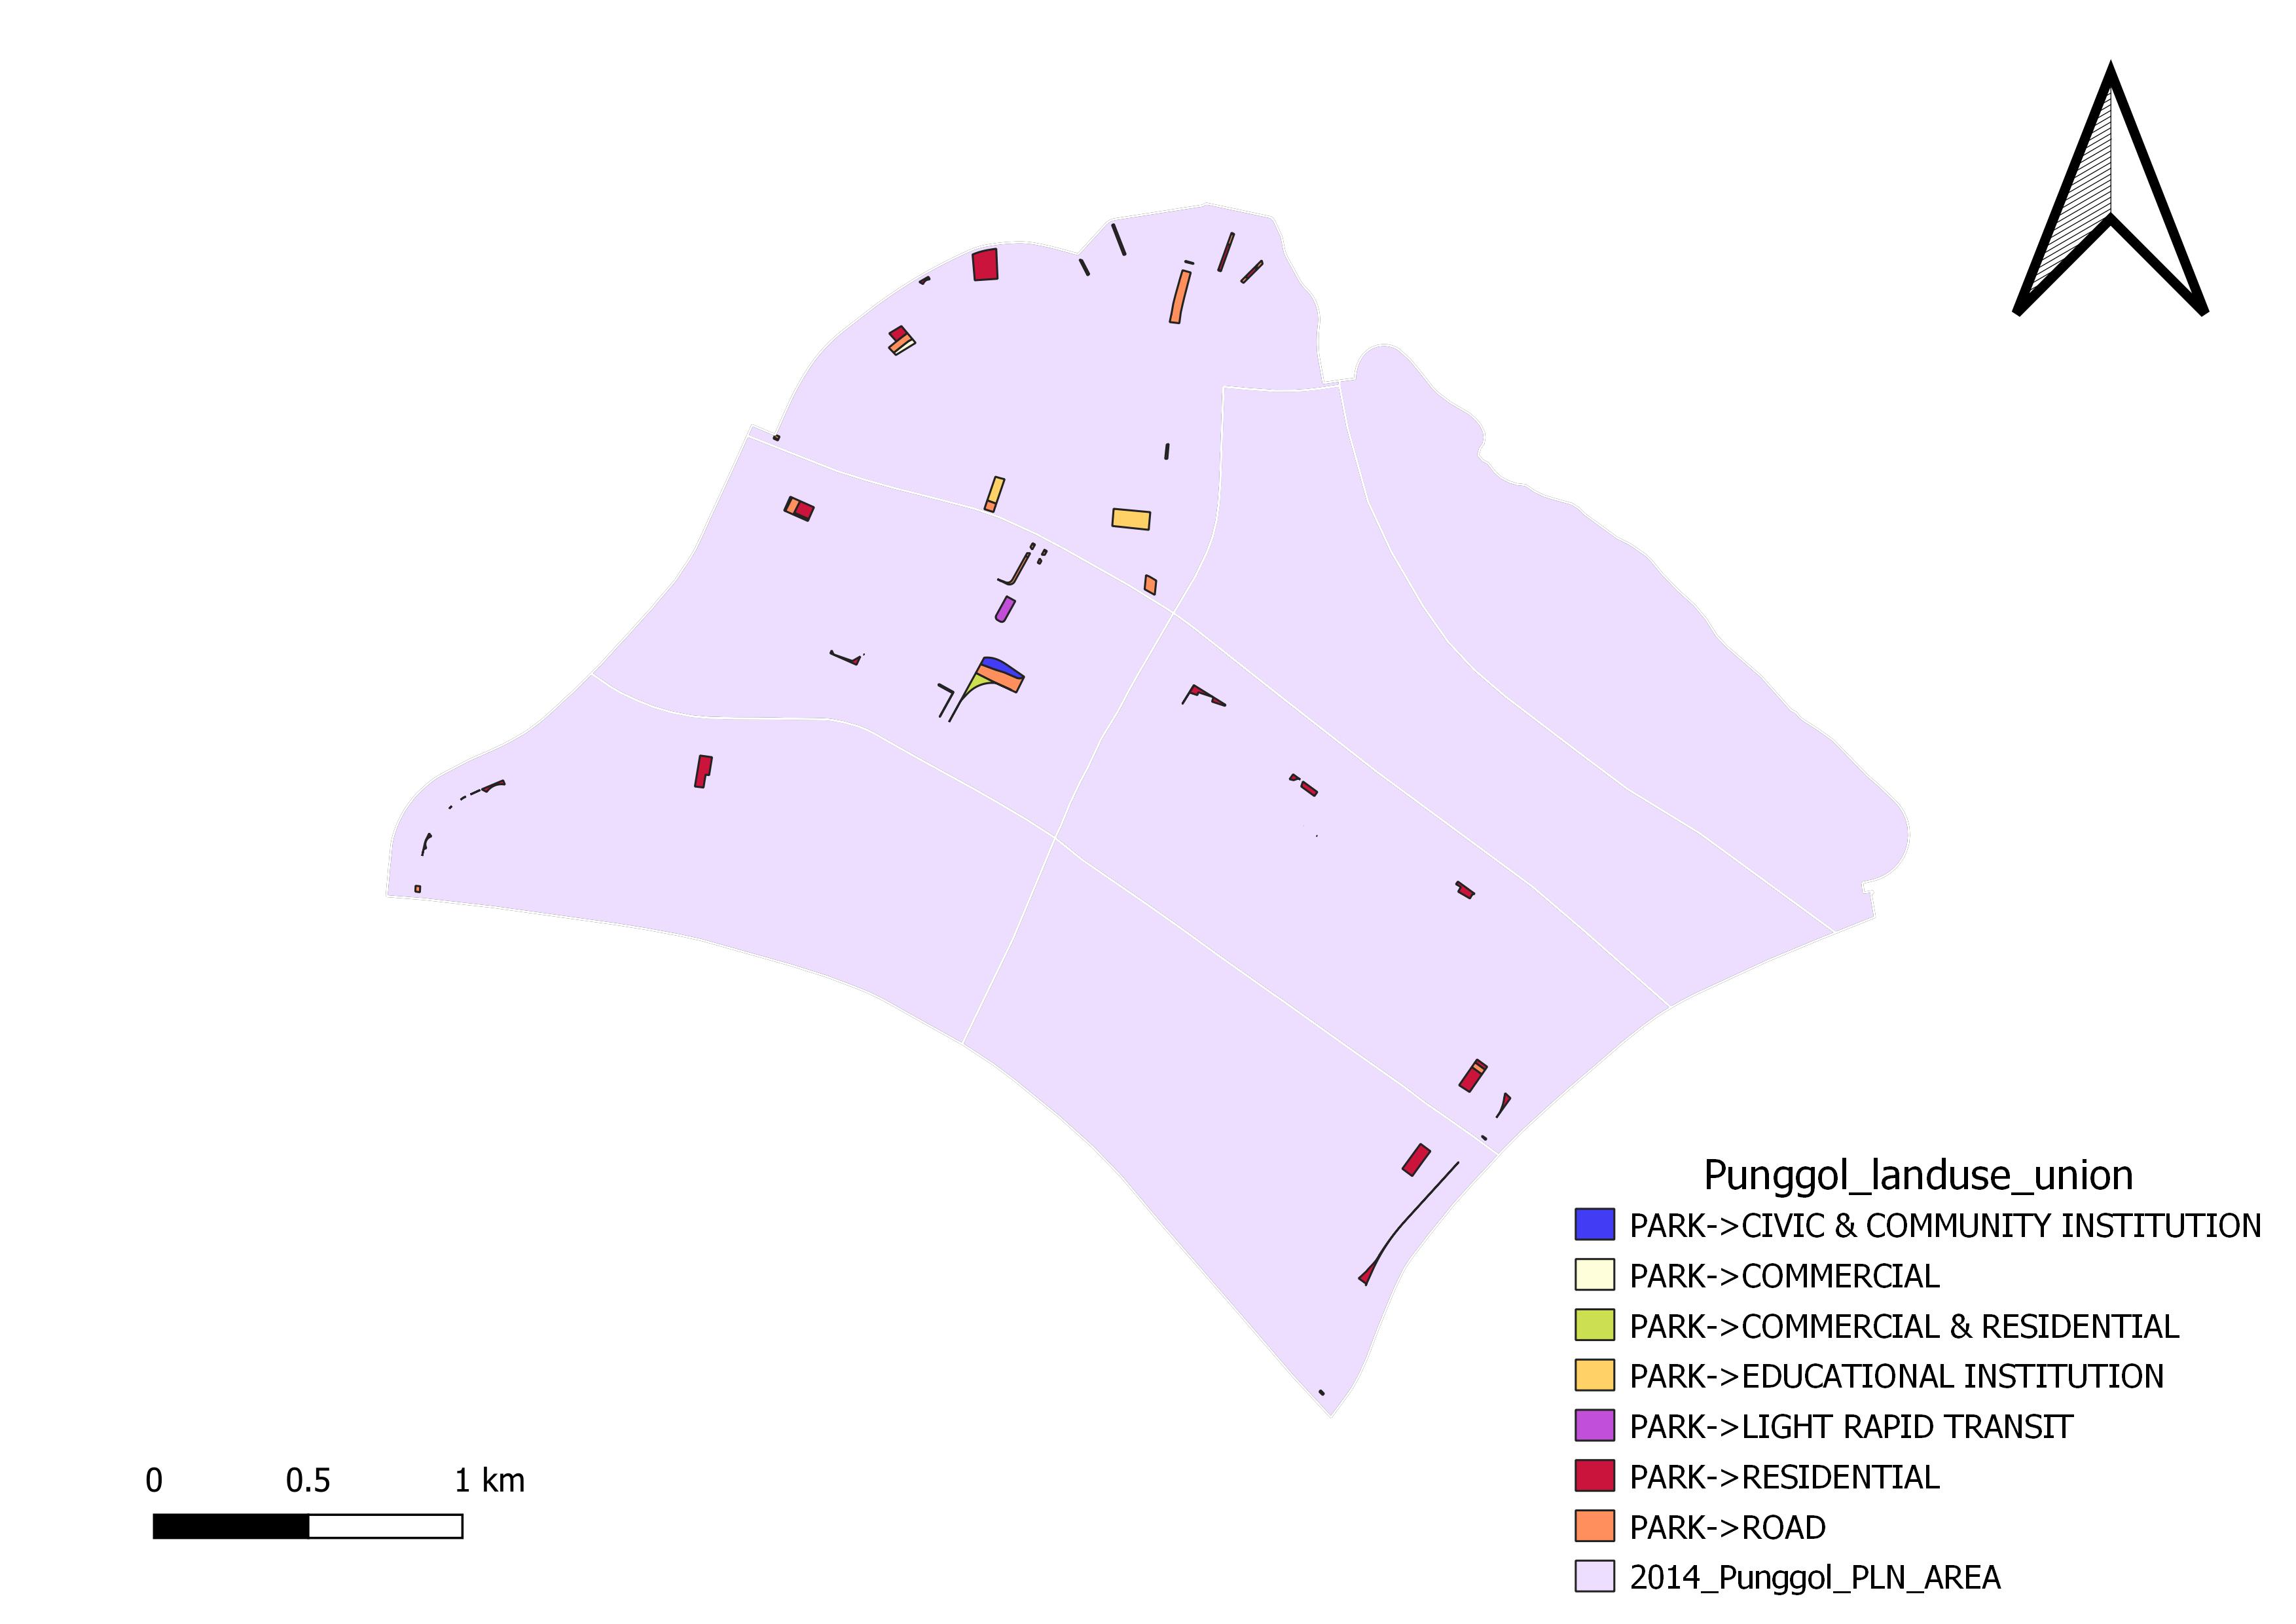 Punggol_landuse_union
PARK->CIVIC & COMMUNITY INSTITUTION
PARK->COMMERCIAL
PARK->COMMERCIAL & RESIDENTIAL
PARK->EDUCATIONAL INSTITUTION
PARK->LIGHT RAPID TRANSIT
PARK->RESIDENTIAL
PARK->ROAD
2014_Punggol_PLN_AREA
0 0.5 1 km